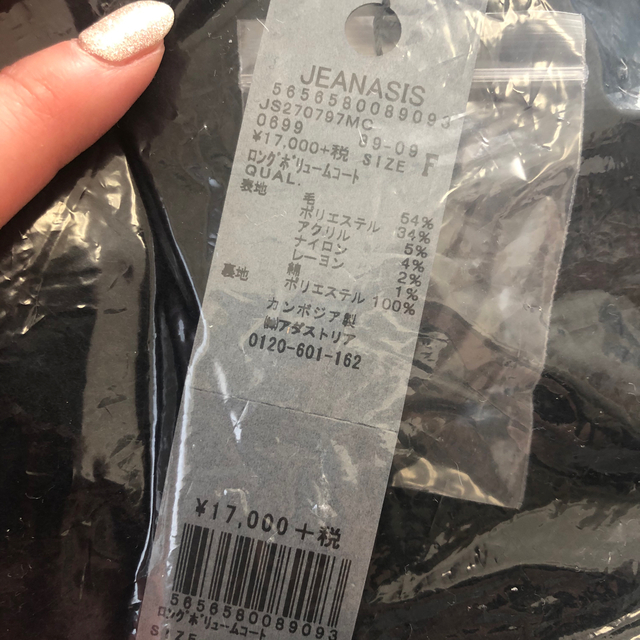 JEANASIS
5656580089093
JS270797MC
0699 89-09
¥17,000+税 SIZE F
ロングボリュームコート
QUAL.
表地 毛 54%
ポリエステル 34%
アクリル 5%
ナイロン 4%
レーヨン 2%
綿 1%
裏地 ポリエステル 100%
カンボジア製
㈱アダストリア
0120-601-162
¥17,000+税
5656580089093
ロングボリュームコート
SIZE